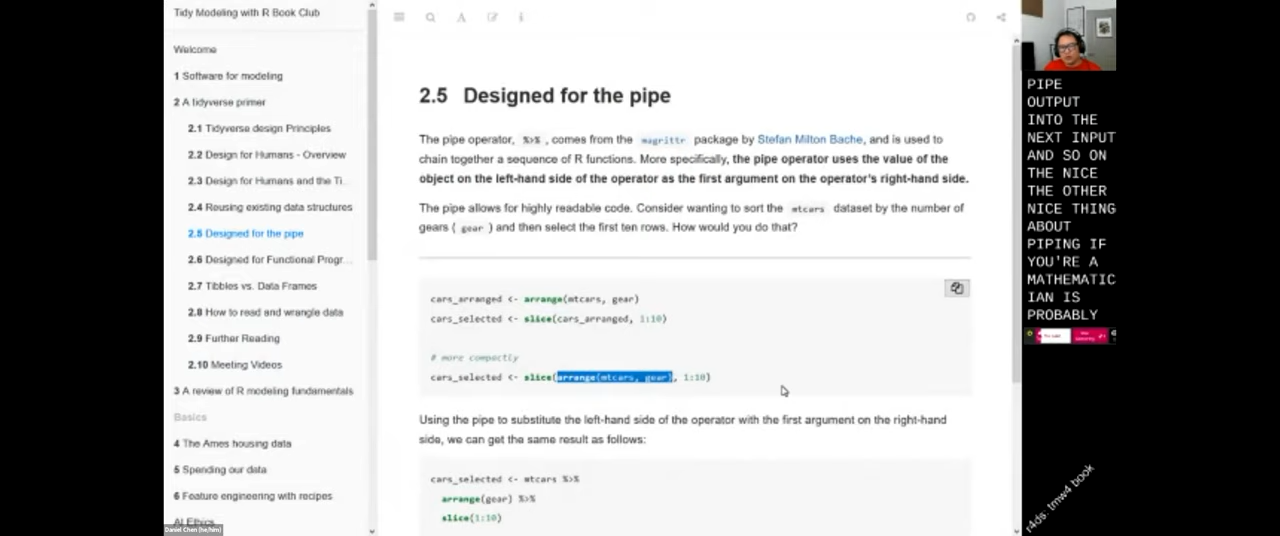 Tidy Modeling with R Book Club
Welcome
1 Software for modeling
2 A tidyverse primer
2.1 Tidyverse design Principles
2.2 Design for Humans - Overview
2.3 Design for Humans and the Ti…
2.4 Reusing existing data structures
2.5 Designed for the pipe
2.6 Designed for Functional Progr…
2.7 Tibbles vs. Data Frames
2.8 How to read and wrangle data
2.9 Further Reading
2.10 Meeting Videos
3 A review of R modeling fundamentals
Basics
4 The Ames housing data
5 Spending our data
6 Feature engineering with recipes
AI Ethics
Daniel Chen (he/him)
2.5 Designed for the pipe
The pipe operator, %>% , comes from the magrittr package by Stefan Milton Bache, and is used to
chain together a sequence of R functions. More specifically, the pipe operator uses the value of the
object on the left-hand side of the operator as the first argument on the operator's right-hand side.
The pipe allows for highly readable code. Consider wanting to sort the mtcars dataset by the number of
gears ( gear ) and then select the first ten rows. How would you do that?
cars_arranged <- arrange(mtcars, gear)
cars_selected <- slice(cars_arranged, 1:10)
# more compactly
cars_selected <- slice(arrange(mtcars, gear), 1:10)
Using the pipe to substitute the left-hand side of the operator with the first argument on the right-hand
side, we can get the same result as follows:
cars_selected <- mtcars %>%
arrange(gear) %>%
slice(1:10)
PIPE
OUTPUT
INTO THE
NEXT INPUT
AND SO ON
THE NICE
THE OTHER
NICE THING
ABOUT
PIPING IF
YOU'RE A
MATHEMATIC
IAN IS
PROBABLY
r4ds: tmw4 book